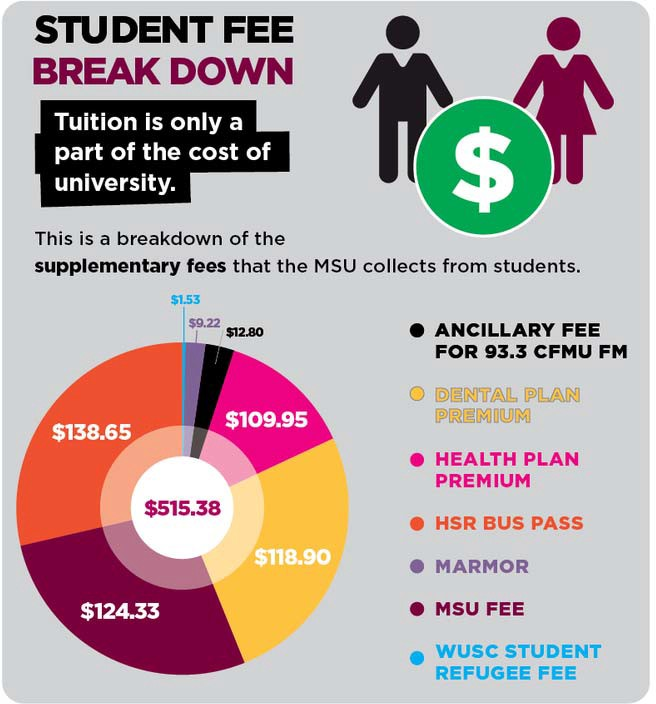 STUDENT FEE
BREAK DOWN
Tuition is only a
part of the cost of
university.
$
This is a breakdown of the
supplementary fees that the MSU collects from students.
$1.53
$9.22
$12.80
$109.95
$138.65
$515.38
$118.90
$124.33
ANCILLARY FEE
FOR 93.3 CFMU FM
DENTAL PLAN
PREMIUM
HEALTH PLAN
PREMIUM
HSR BUS PASS
MARMOR
MSU FEE
WUSC STUDENT
REFUGEE FEE